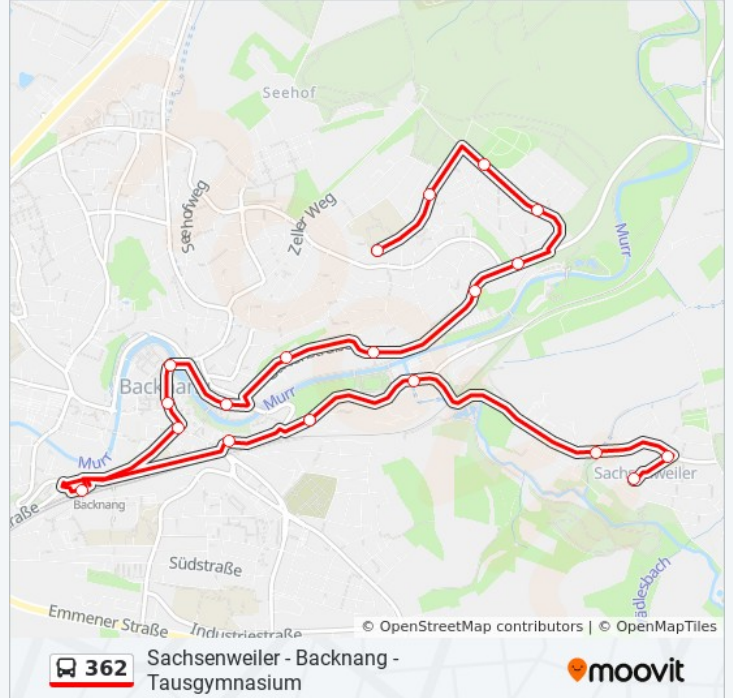 Seehof
Seehofweg
Zeller Weg
Murr
Backnang
Murr
Murr
Sachsenweiler
Backnang
Südstraße
Emmener Straße
Industriestraße
© OpenStreetMap contributors | © OpenMapTiles
362
Sachsenweiler - Backnang -
Tausgymnasium
moovit